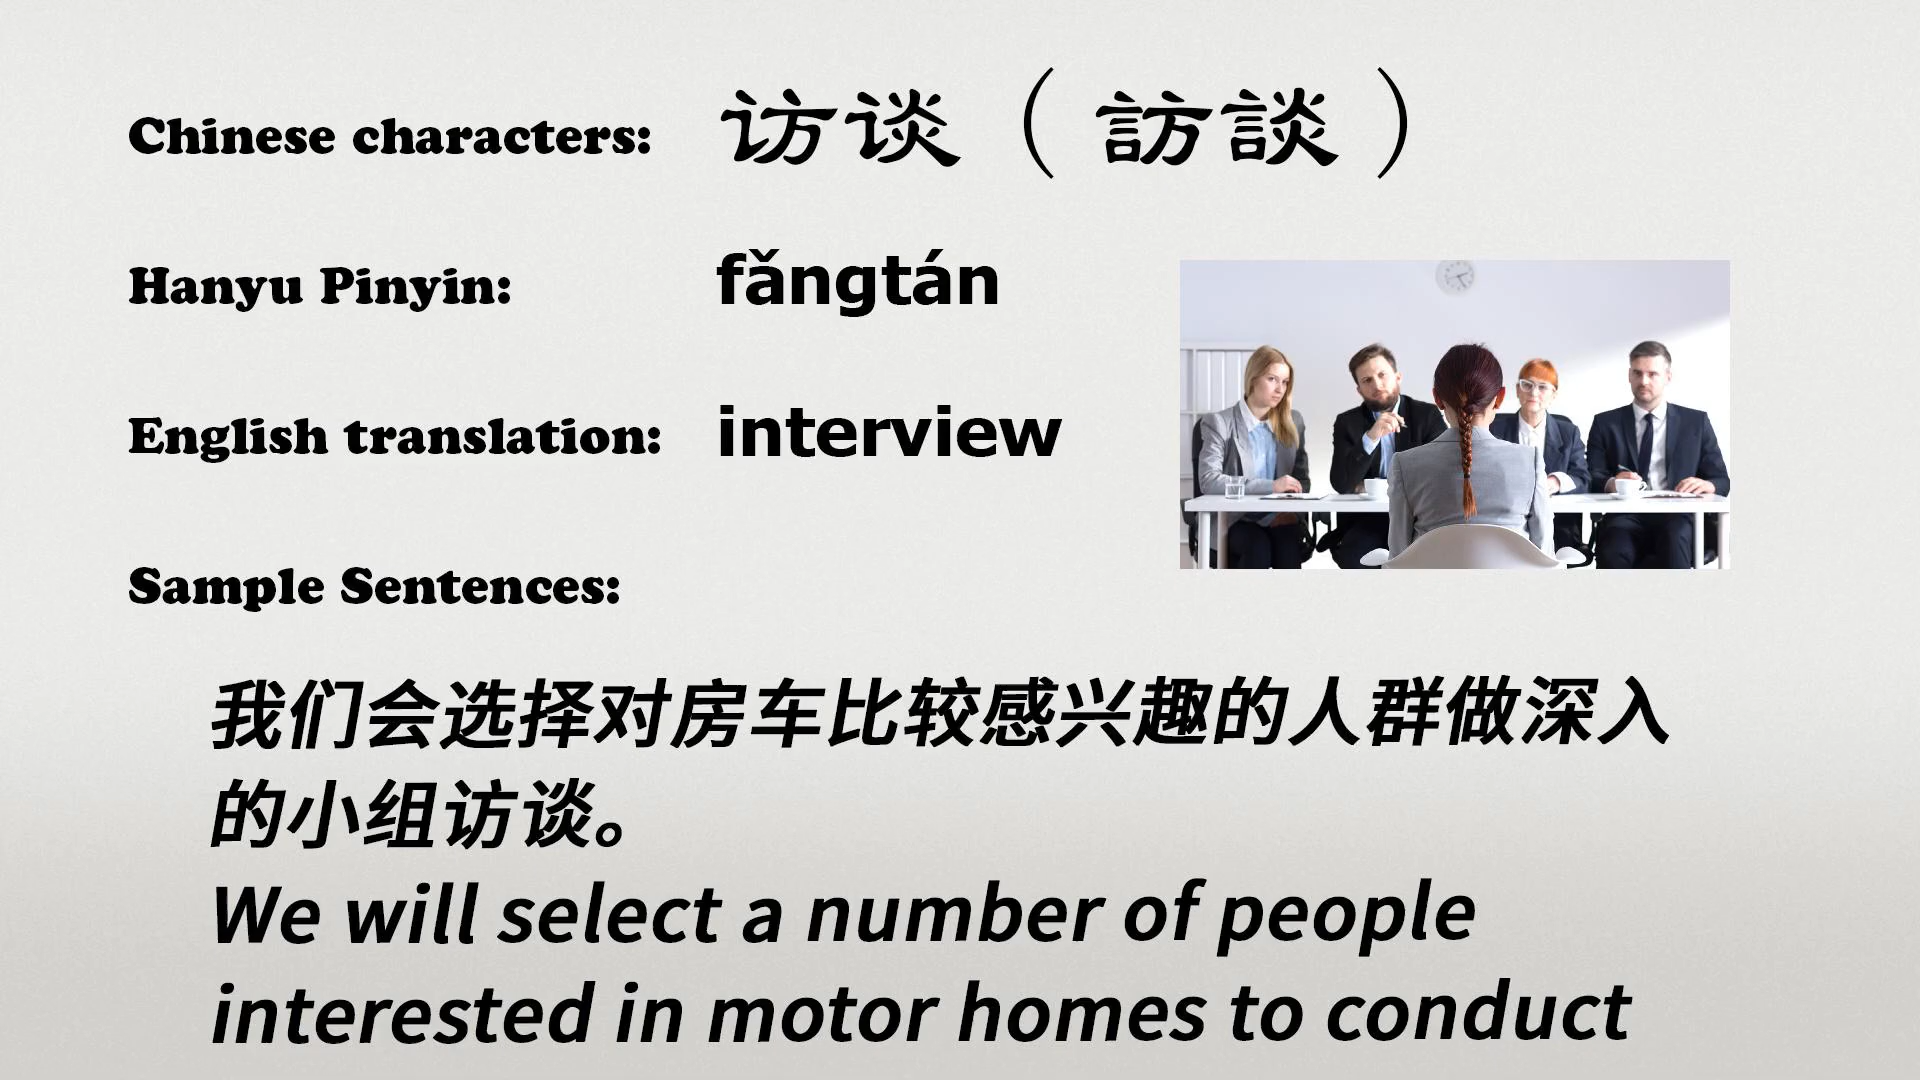 Chinese characters: 访谈（訪談）
Hanyu Pinyin: fǎngtán
English translation: interview
Sample Sentences:
我们会选择对房车比较感兴趣的人群做深入
的小组访谈。
We will select a number of people
interested in motor homes to conduct